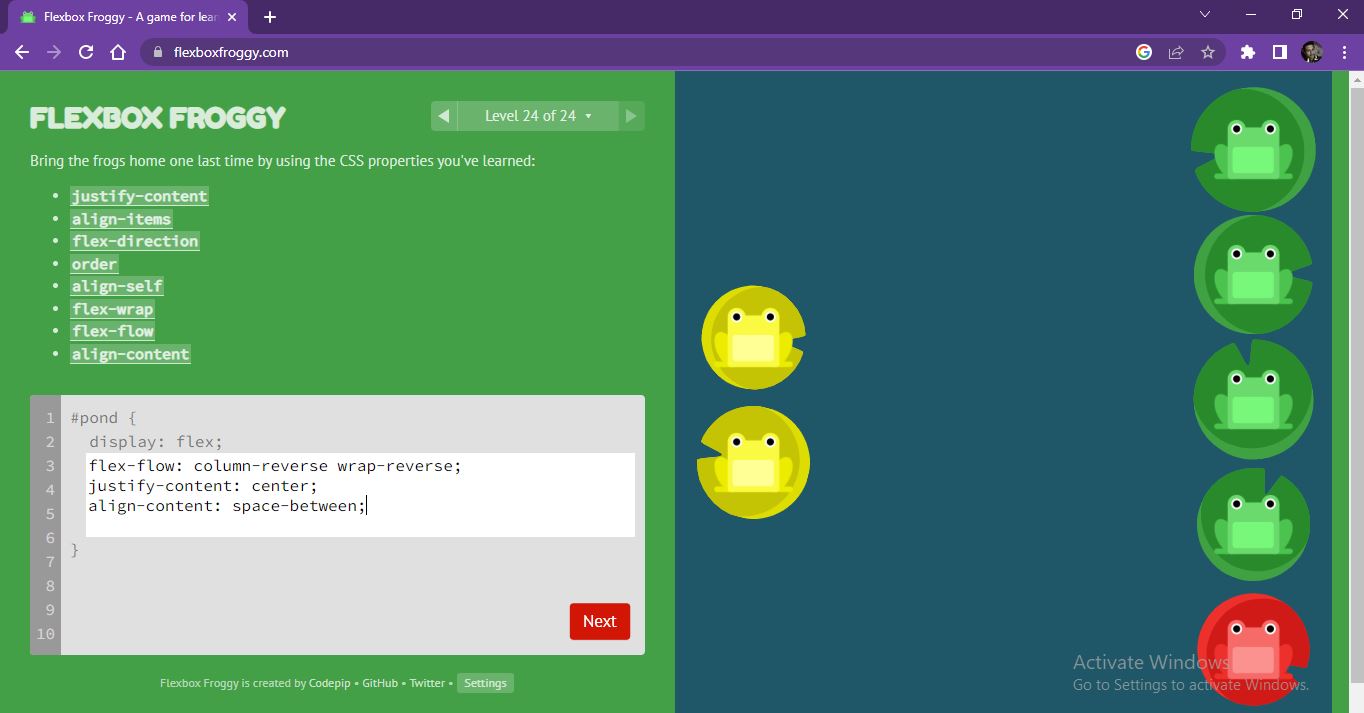 Flexbox Froggy - A game for lear
flexboxfroggy.com
FLEXBOX FROGGY
Level 24 of 24
Bring the frogs home one last time by using the CSS properties you've learned:
justify-content
align-items
flex-direction
order
align-self
flex-wrap
flex-flow
align-content
1 #pond {
2 display: flex;
3 flex-flow: column-reverse wrap-reverse;
4 justify-content: center;
5 align-content: space-between;
6
7 }
8
9
10
Next
Flexbox Froggy is created by Codepip • GitHub • Twitter • Settings
Activate Windows
Go to Settings to activate Windows.